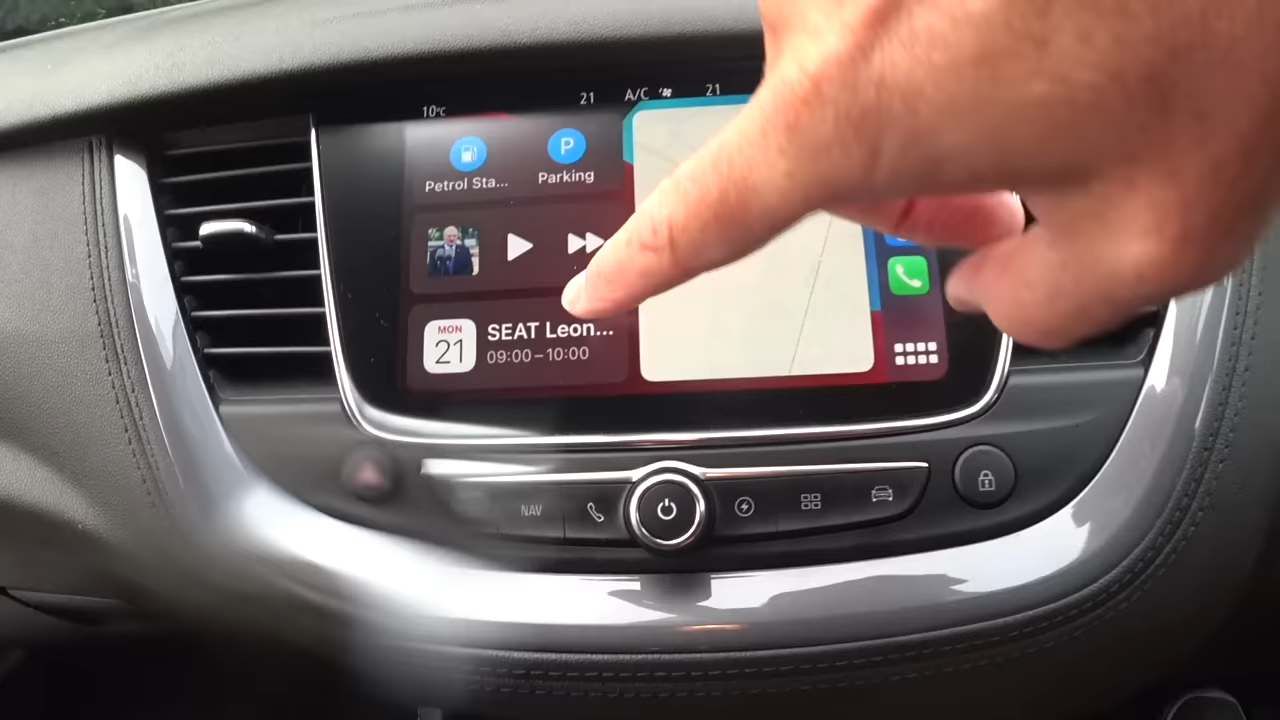 10°C
21
A/C
21
Petrol Sta...
P
Parking
MON
21
SEAT Leon...
09:00–10:00
NAV